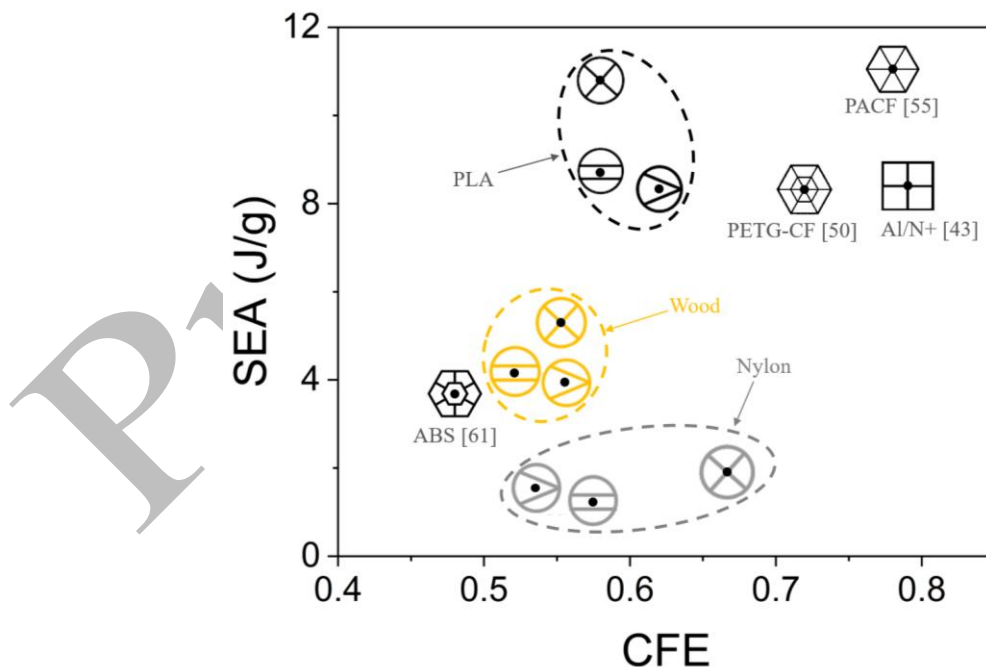 12
PACF [55]
PLA
8
PETG-CF [50]
Al/N+ [43]
SEA (J/g)
Wood
4
Nylon
ABS [61]
0
0.4 0.5 0.6 0.7 0.8
CFE